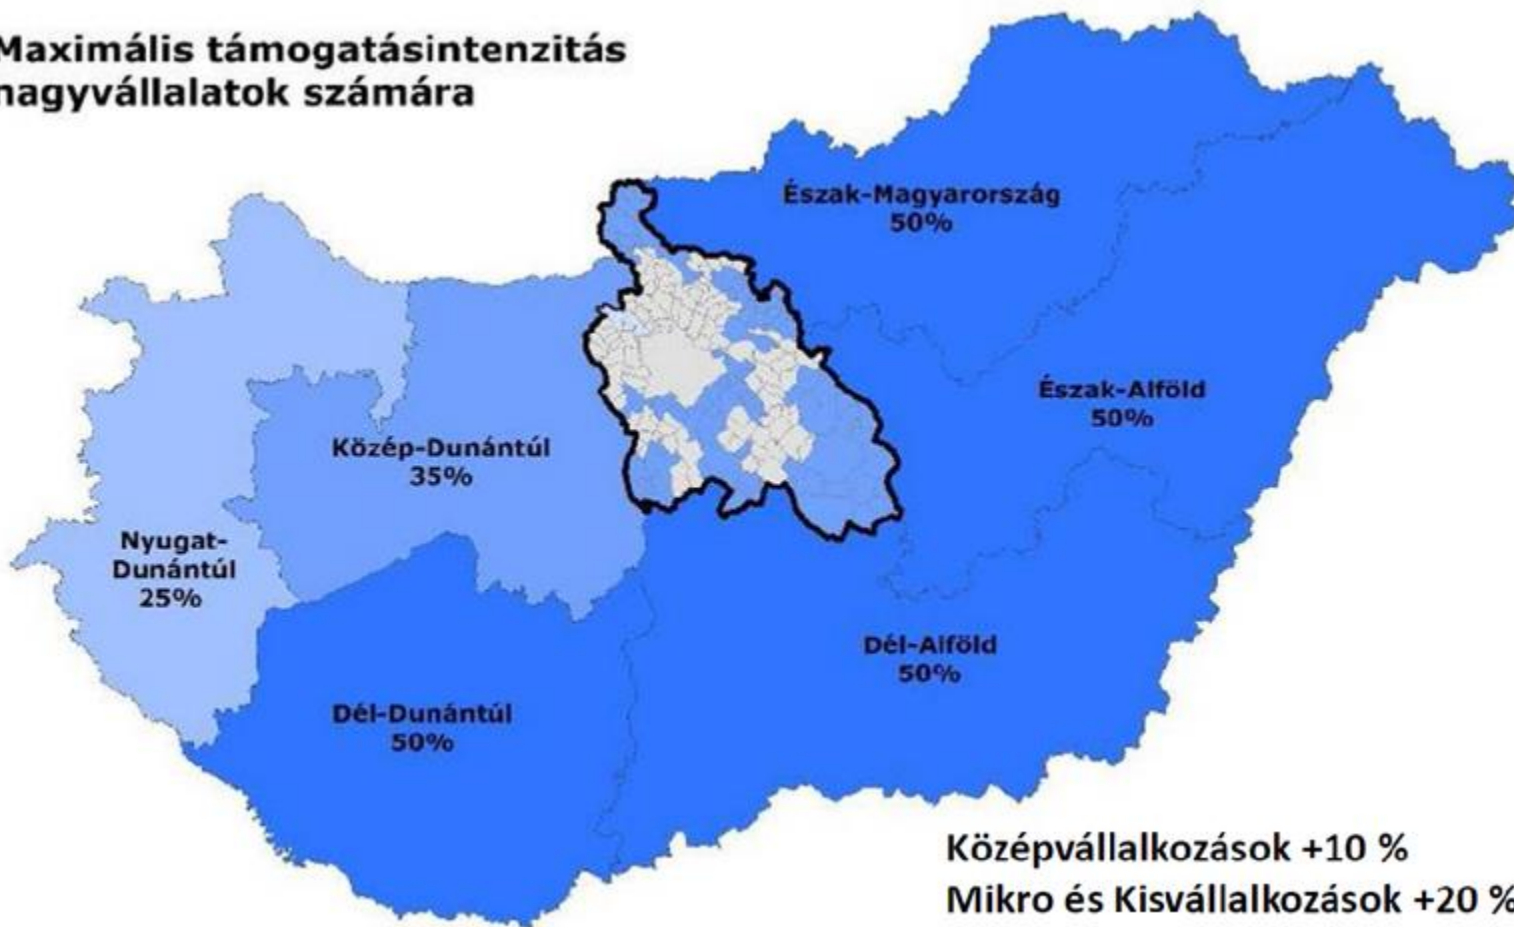 Maximális támogatásintenzitás
nagyvállalatok számára
Észak-Magyarország
50%
Észak-Alföld
50%
Közép-Dunántúl
35%
Nyugat-
Dunántúl
25%
Dél-Alföld
50%
Dél-Dunántúl
50%
Középvállalkozások +10 %
Mikro és Kisvállalkozások +20 %